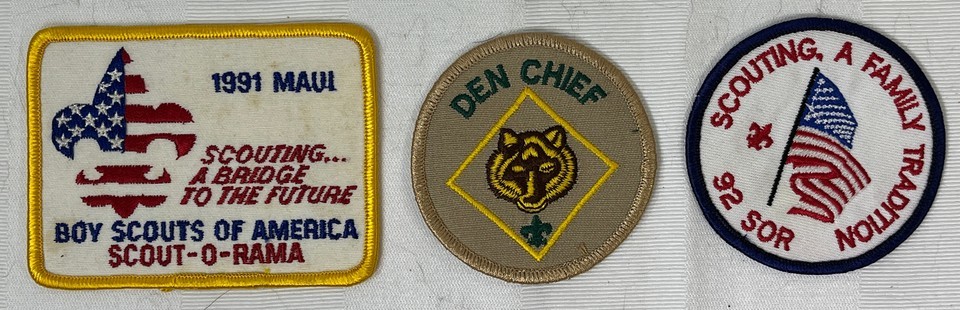 1991 MAUI
SCOUTING...
A BRIDGE
TO THE FUTURE
BOY SCOUTS OF AMERICA
SCOUT-O-RAMA
DEN CHIEF
SCOUTING, A FAMILY TRADITION
92 SOR